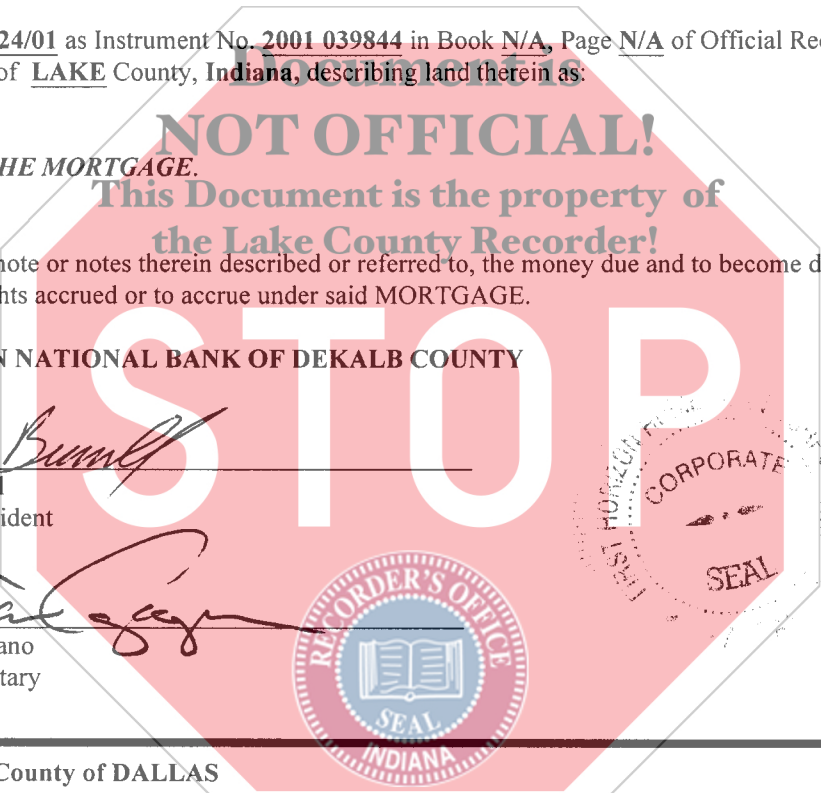 24/01 as Instrument No. 2001 039844 in Book N/A, Page N/A of Official Rec
of LAKE County, Indiana, describing land therein as:
Document is
NOT OFFICIAL!
HE MORTGAGE.
This Document is the property of
the Lake County Recorder!
note or notes therein described or referred to, the money due and to become d
hts accrued or to accrue under said MORTGAGE.
STOP
N NATIONAL BANK OF DEKALB COUNTY
ident
FIRST HORIZON
CORPORATE
SEAL
ano
tary
RECORDER'S OFFICE
SEAL
INDIANA
County of DALLAS